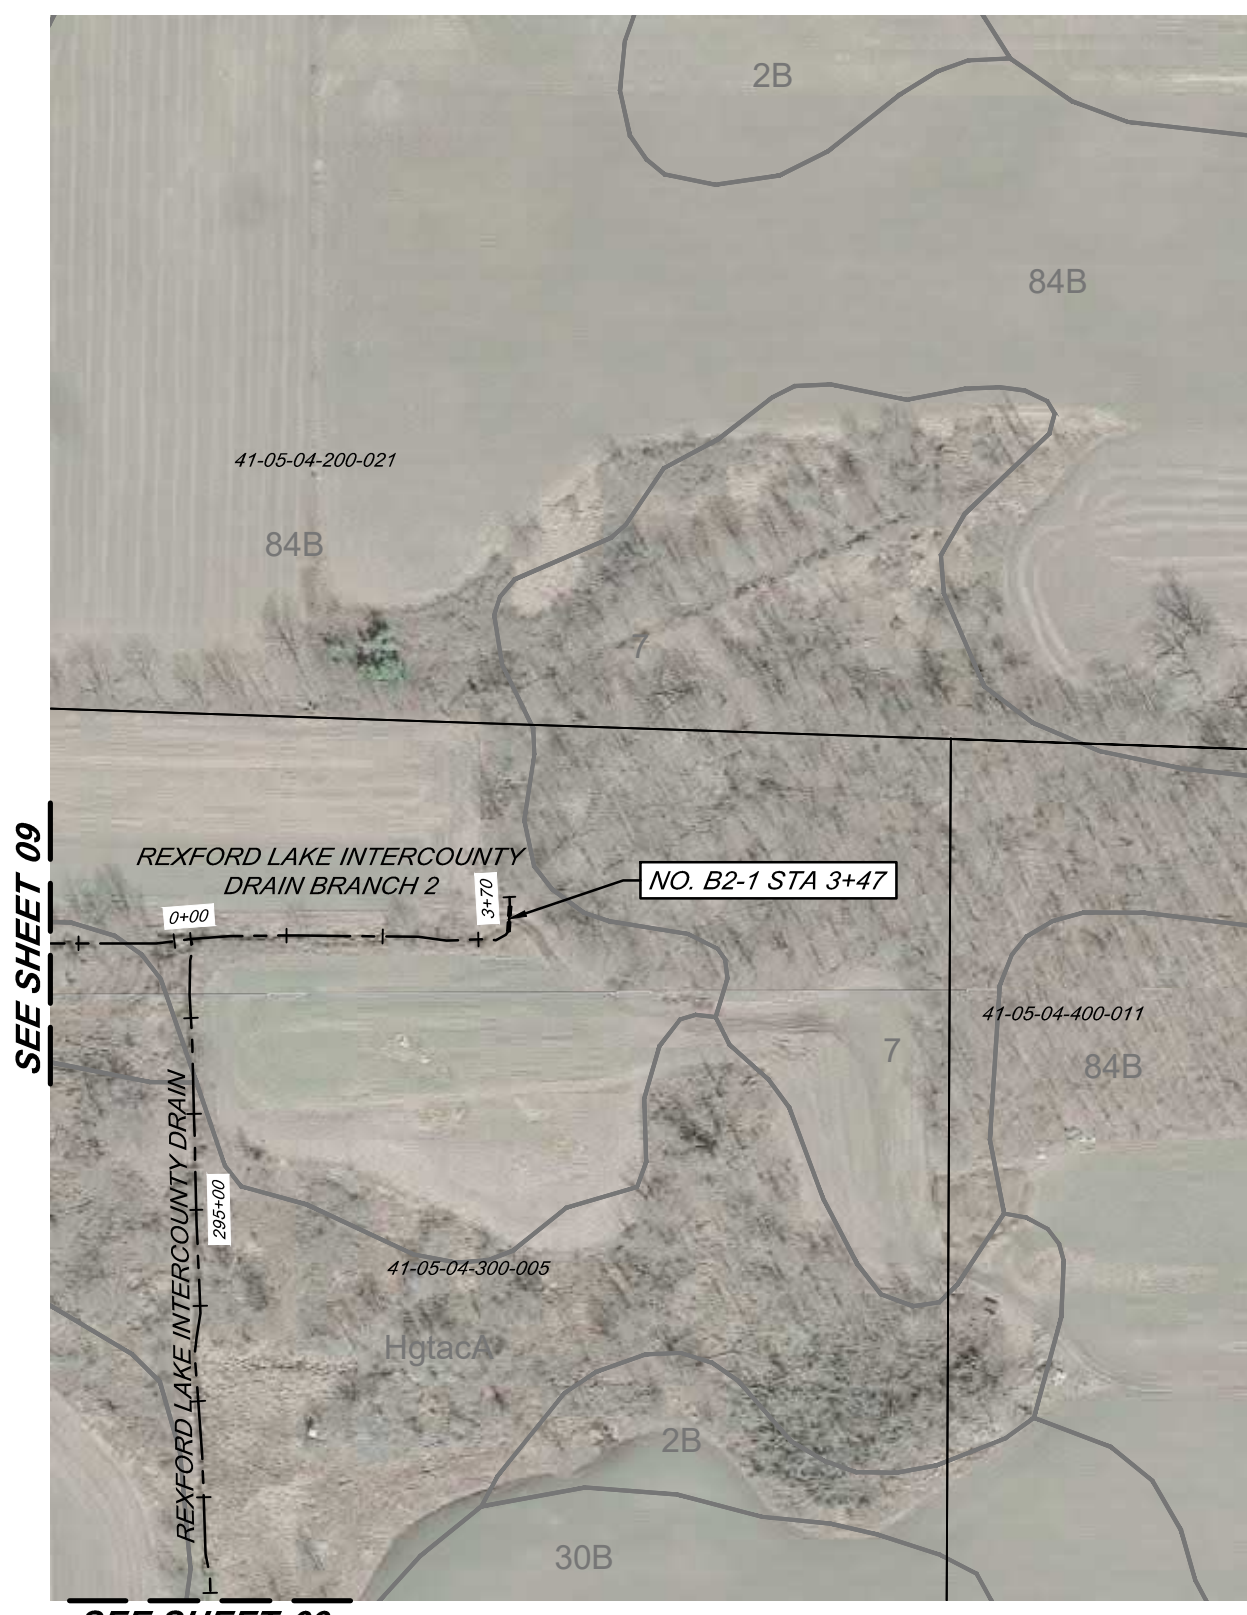 2B
84B
41-05-04-200-021
84B
7
SEE SHEET 09
REXFORD LAKE INTERCOUNTY
DRAIN BRANCH 2
3+70
NO. B2-1 STA 3+47
0+00
41-05-04-400-011
7
84B
REXFORD LAKE INTERCOUNTY DRAIN
295+00
41-05-04-300-005
HgtacA
2B
30B
SEE SHEET